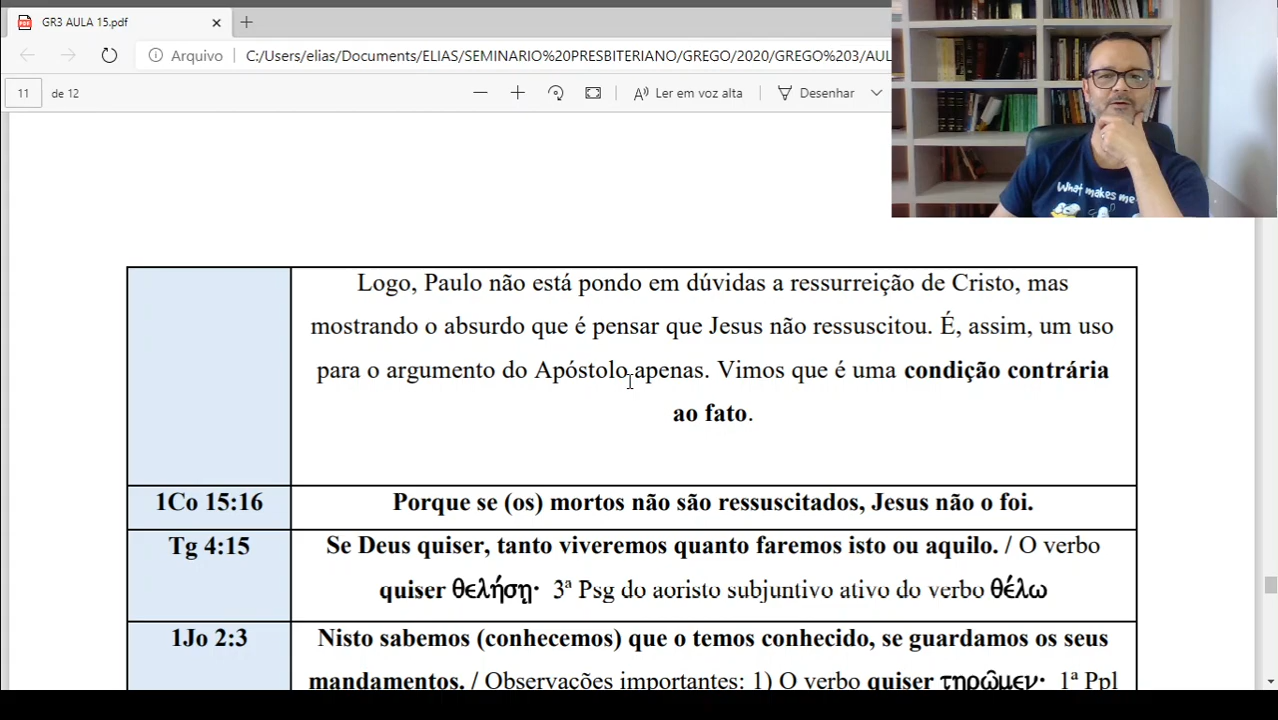 GR3 AULA 15.pdf
Arquivo C:/Users/elias/Documents/ELIAS/SEMINARIO%20PRESBITERIANO/GREGO/2020/GREGO%203/AUL
11 de 12 Ler em voz alta Desenhar
What makes me
Logo, Paulo não está pondo em dúvidas a ressurreição de Cristo, mas
mostrando o absurdo que é pensar que Jesus não ressuscitou. É, assim, um uso
para o argumento do Apóstolo apenas. Vimos que é uma condição contrária
ao fato.
1Co 15:16 Porque se (os) mortos não são ressuscitados, Jesus não o foi.
Tg 4:15 Se Deus quiser, tanto viveremos quanto faremos isto ou aquilo. / O verbo
quiser θελήσῃ· 3ª Psg do aoristo subjuntivo ativo do verbo θέλω
1Jo 2:3 Nisto sabemos (conhecemos) que o temos conhecido, se guardamos os seus
mandamentos. / Observações importantes: 1) O verbo quiser τηρῶμεν· 1ª Ppl